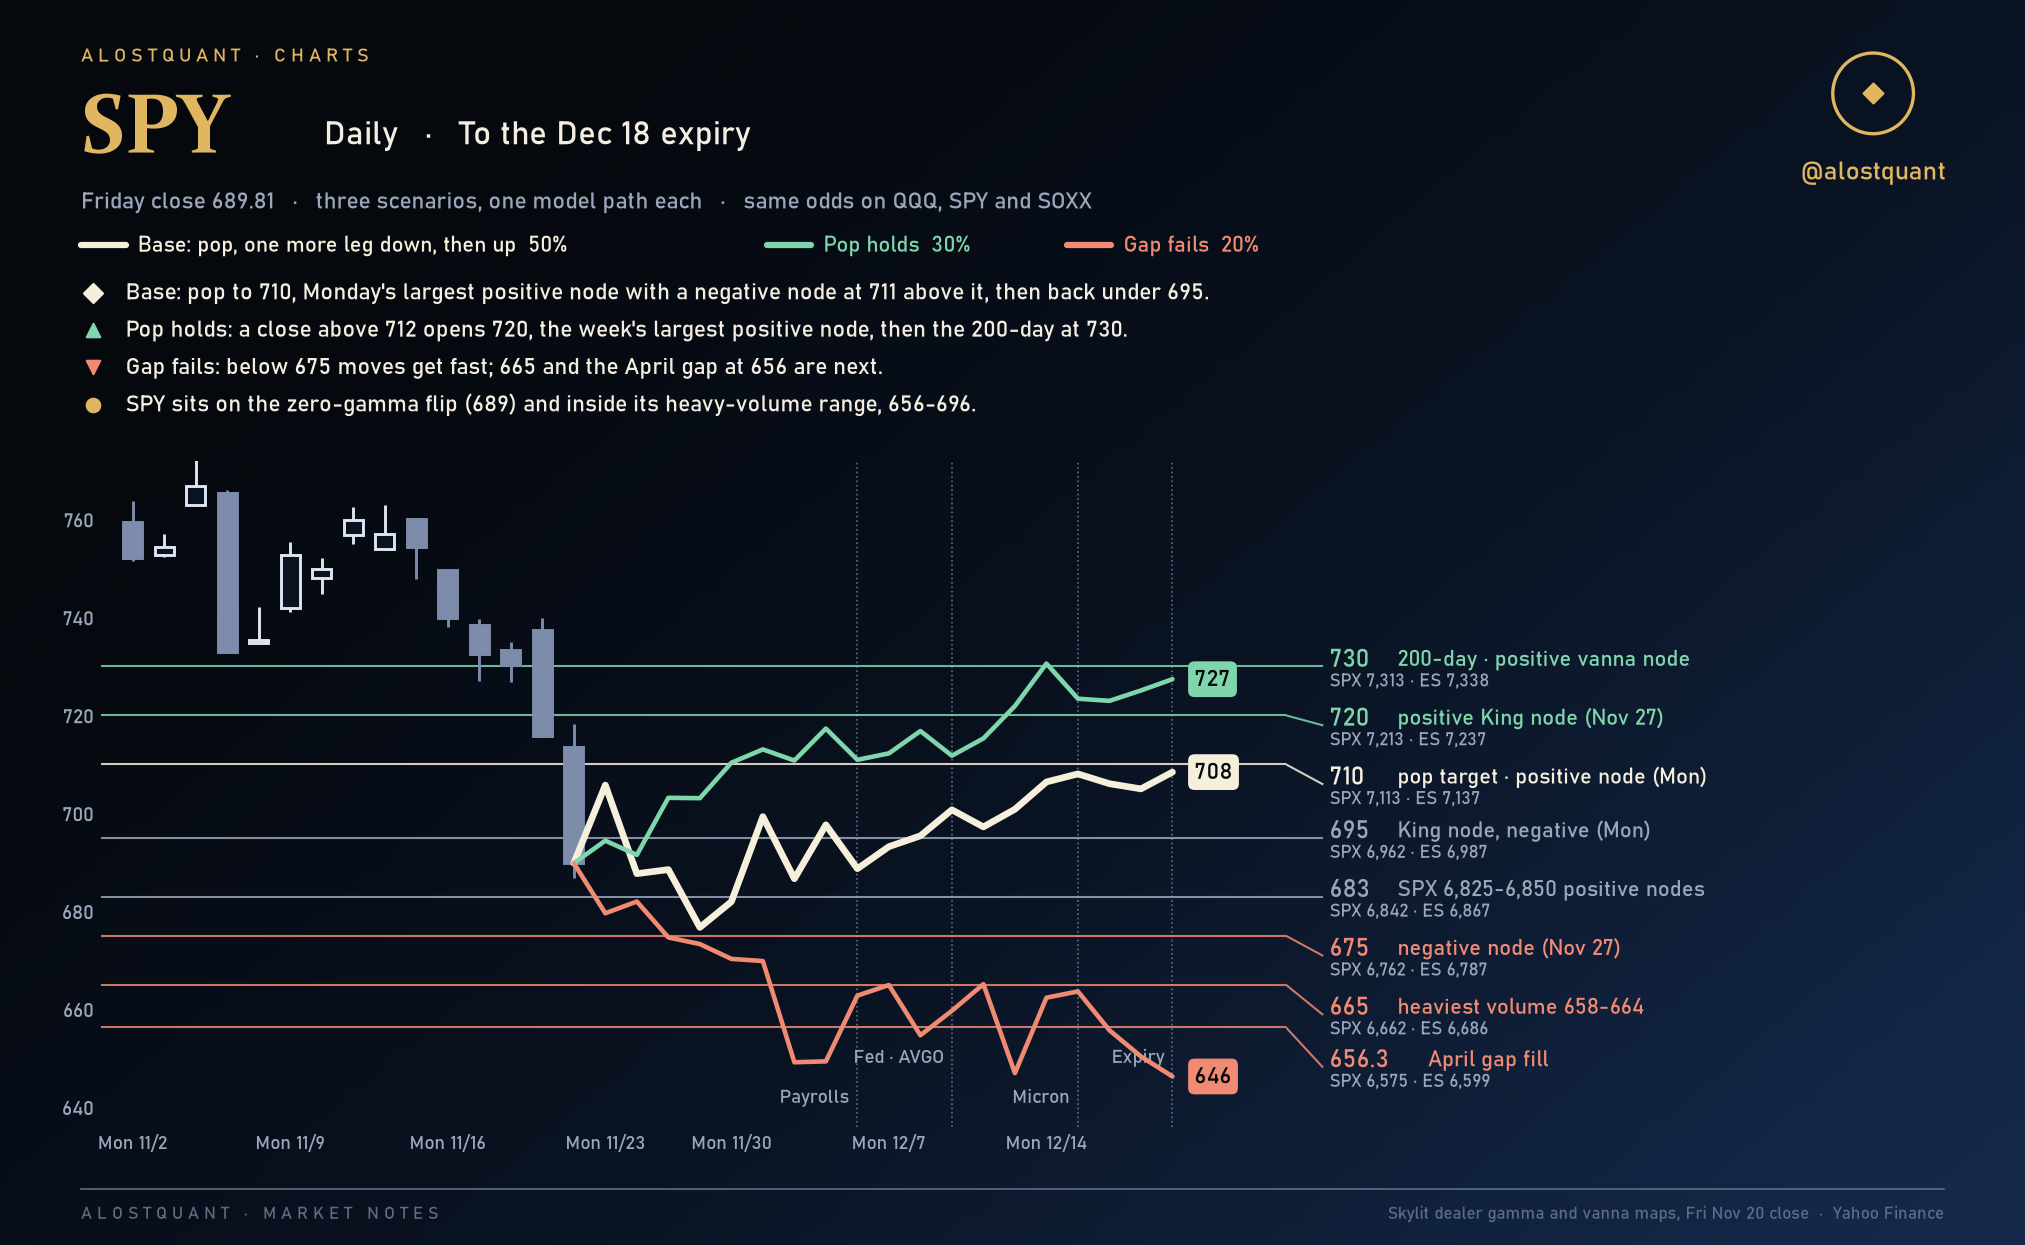 ALOSTQUANT · CHARTS
SPY Daily · To the Dec 18 expiry
@alostquant
Friday close 689.81 · three scenarios, one model path each · same odds on QQQ, SPY and SOXX
Base: pop, one more leg down, then up 50% Pop holds 30% Gap fails 20%
Base: pop to 710, Monday's largest positive node with a negative node at 711 above it, then back under 695.
Pop holds: a close above 712 opens 720, the week's largest positive node, then the 200-day at 730.
Gap fails: below 675 moves get fast; 665 and the April gap at 656 are next.
SPY sits on the zero-gamma flip (689) and inside its heavy-volume range, 656-696.
760
740
720
700
680
660
640
727
708
646
730 200-day · positive vanna node
SPX 7,313 · ES 7,338
720 positive King node (Nov 27)
SPX 7,213 · ES 7,237
710 pop target · positive node (Mon)
SPX 7,113 · ES 7,137
695 King node, negative (Mon)
SPX 6,962 · ES 6,987
683 SPX 6,825-6,850 positive nodes
SPX 6,842 · ES 6,867
675 negative node (Nov 27)
SPX 6,762 · ES 6,787
665 heaviest volume 658-664
SPX 6,662 · ES 6,686
656.3 April gap fill
SPX 6,575 · ES 6,599
Fed · AVGO Expiry
Payrolls Micron
Mon 11/2 Mon 11/9 Mon 11/16 Mon 11/23 Mon 11/30 Mon 12/7 Mon 12/14
ALOSTQUANT · MARKET NOTES
Skylit dealer gamma and vanna maps, Fri Nov 20 close · Yahoo Finance